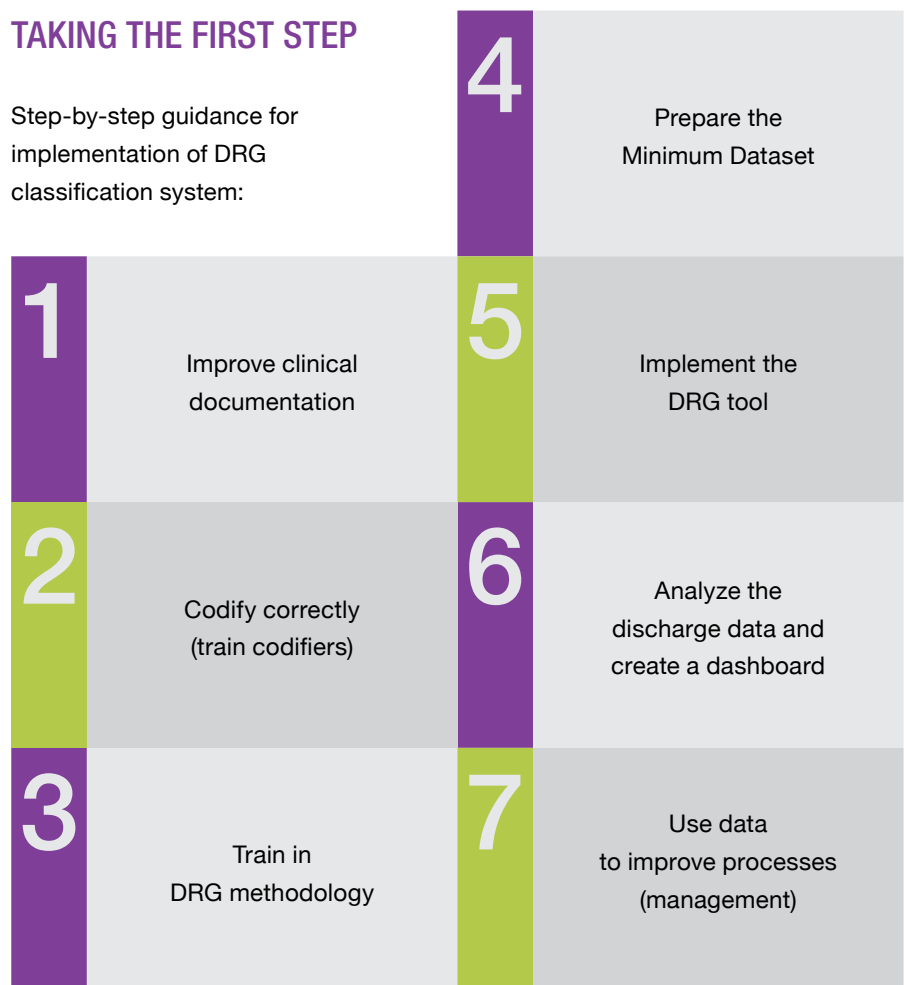 TAKING THE FIRST STEP
Step-by-step guidance for
implementation of DRG
classification system:
1
Improve clinical
documentation
2
Codify correctly
(train codifiers)
3
Train in
DRG methodology
4
Prepare the
Minimum Dataset
5
Implement the
DRG tool
6
Analyze the
discharge data and
create a dashboard
7
Use data
to improve processes
(management)